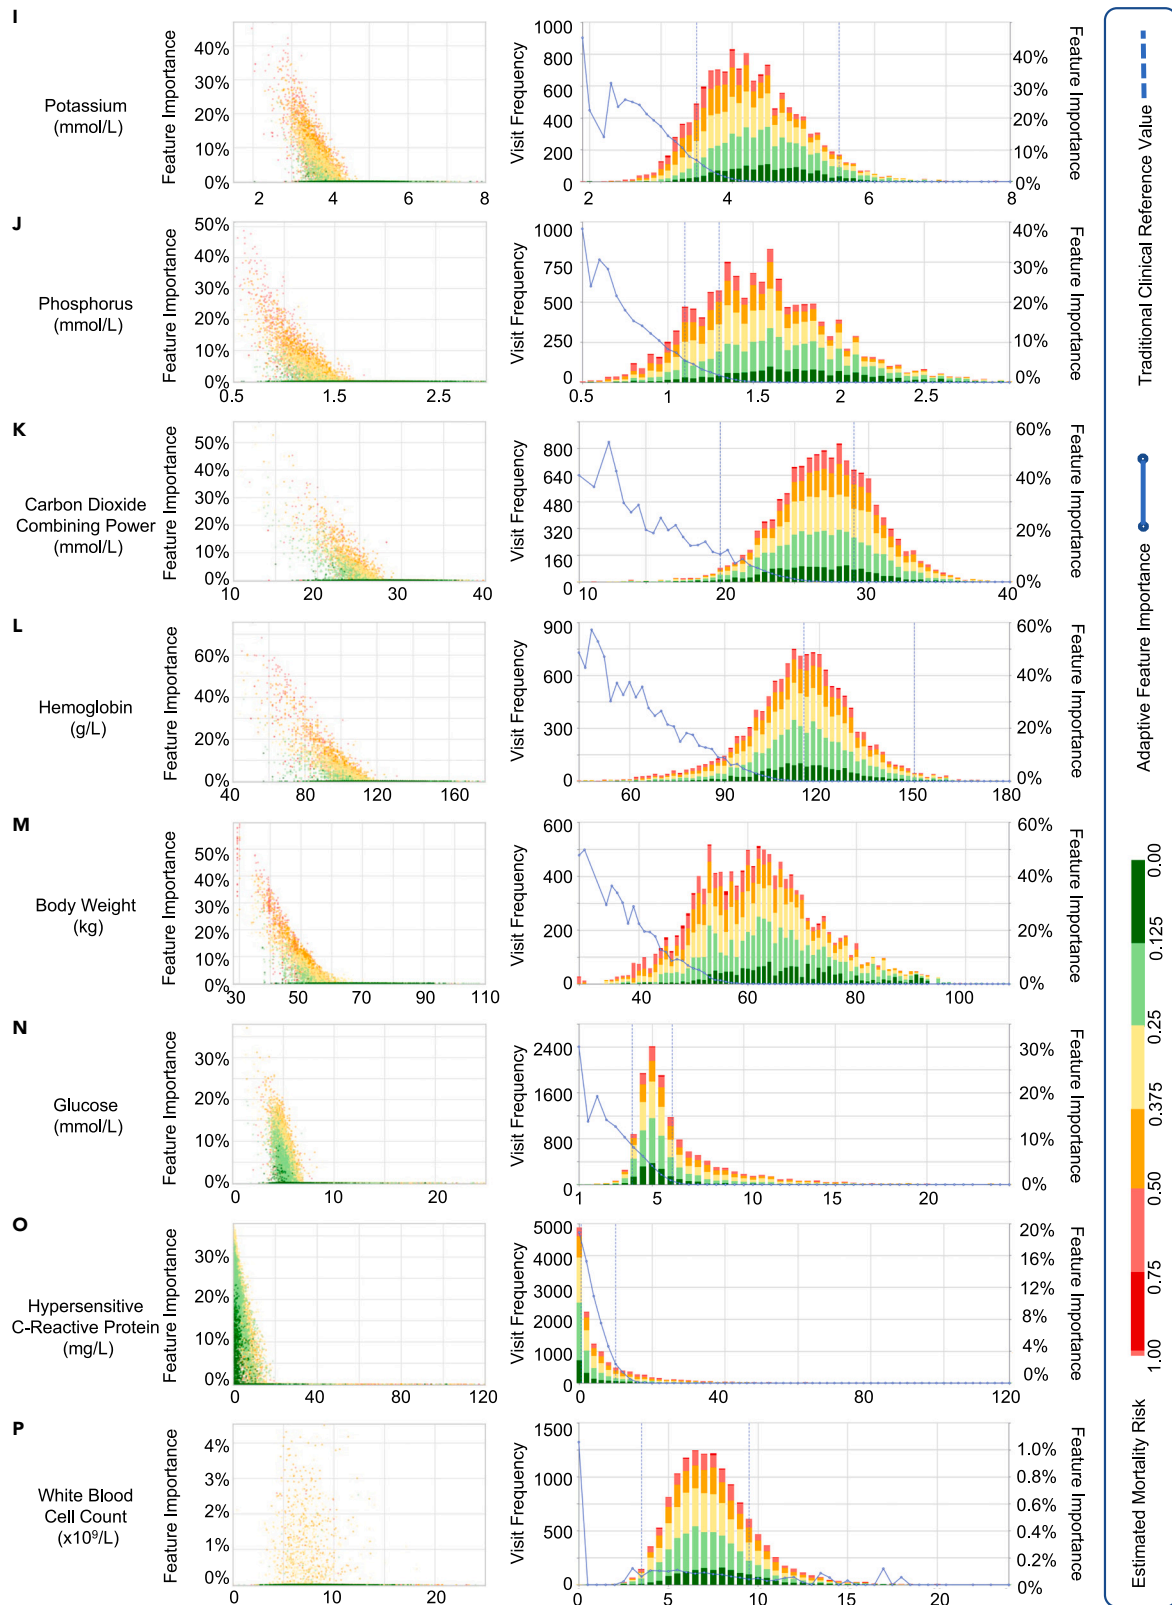 I
Potassium
(mmol/L)
Feature Importance
40%
30%
20%
10%
0%
2 4 6 8
Visit Frequency
1000
800
600
400
200
0
2 4 6 8
40%
30%
20%
10%
0%
Feature Importance
J
Phosphorus
(mmol/L)
Feature Importance
50%
40%
30%
20%
10%
0%
0.5 1.5 2.5
Visit Frequency
1000
750
500
250
0
0.5 1 1.5 2 2.5
40%
30%
20%
10%
0%
Feature Importance
K
Carbon Dioxide
Combining Power
(mmol/L)
Feature Importance
50%
40%
30%
20%
10%
0%
10 20 30 40
Visit Frequency
800
640
480
320
160
0
10 20 30 40
60%
40%
20%
0%
Feature Importance
L
Hemoglobin
(g/L)
Feature Importance
60%
40%
20%
0%
40 80 120 160
Visit Frequency
900
600
300
0
60 90 120 150 180
60%
40%
20%
0%
Feature Importance
M
Body Weight
(kg)
Feature Importance
50%
40%
30%
20%
10%
0%
30 50 70 90 110
Visit Frequency
600
400
200
0
40 60 80 100
60%
40%
20%
0%
Feature Importance
N
Glucose
(mmol/L)
Feature Importance
30%
20%
10%
0%
0 10 20
Visit Frequency
2400
1600
800
0
1 5 10 15 20
30%
20%
10%
0%
Feature Importance
O
Hypersensitive
C-Reactive Protein
(mg/L)
Feature Importance
30%
20%
10%
0%
0 40 80 120
Visit Frequency
5000
4000
3000
2000
1000
0
0 40 80 120
20%
16%
12%
8%
4%
0%
Feature Importance
P
White Blood
Cell Count
(x10⁹/L)
Feature Importance
4%
3%
2%
1%
0%
0 10 20
Visit Frequency
1500
1000
500
0
5 10 15 20
1.0%
0.8%
0.6%
0.4%
0.2%
0%
Feature Importance
Traditional Clinical Reference Value
Adaptive Feature Importance
Estimated Mortality Risk
1.00 0.75 0.50 0.375 0.25 0.125 0.00